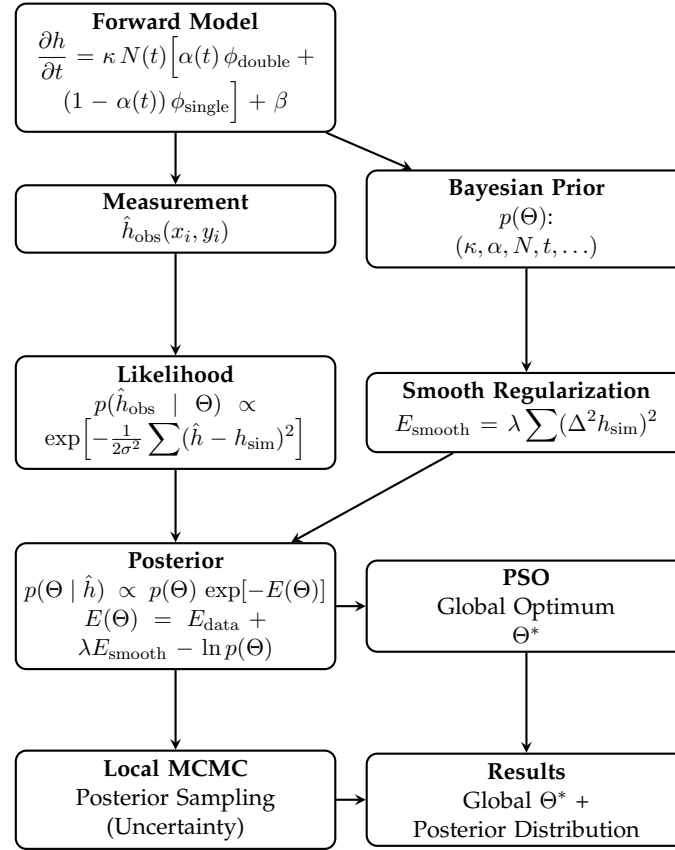 Forward Model
∂h/∂t = κ N(t)[α(t) ϕ_double +
(1 − α(t)) ϕ_single] + β
Measurement
ĥ_obs(x_i, y_i)
Bayesian Prior
p(Θ):
(κ, α, N, t, …)
Likelihood
p(ĥ_obs | Θ) ∝
exp[−1/(2σ²) ∑(ĥ − h_sim)²]
Smooth Regularization
E_smooth = λ ∑(Δ²h_sim)²
Posterior
p(Θ | ĥ) ∝ p(Θ) exp[−E(Θ)]
E(Θ) = E_data +
λE_smooth − ln p(Θ)
PSO
Global Optimum
Θ*
Local MCMC
Posterior Sampling
(Uncertainty)
Results
Global Θ* +
Posterior Distribution